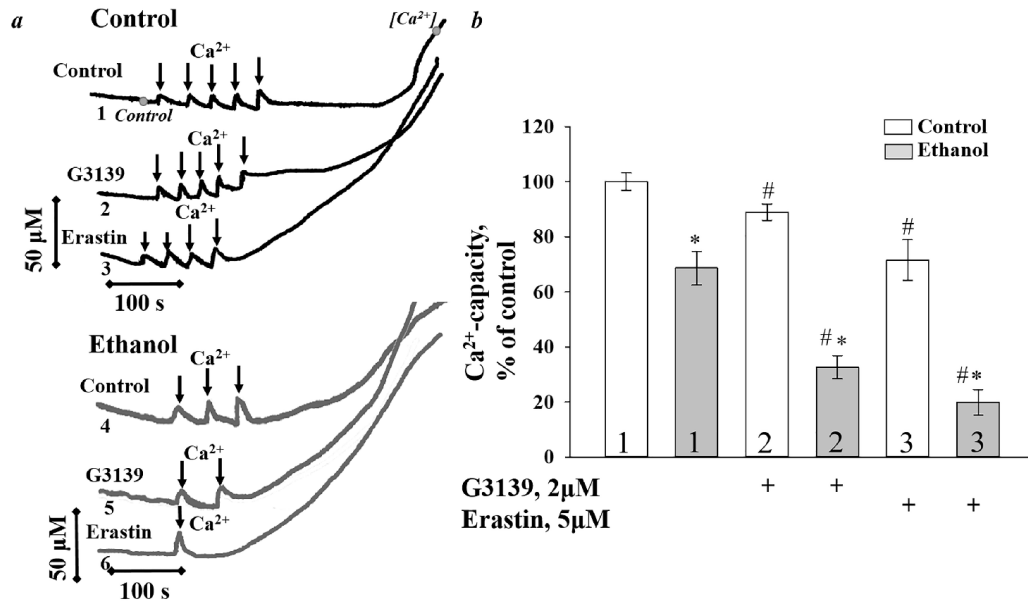 a
Control
[Ca²⁺]
Ca²⁺
Control
1
Control
Ca²⁺
G3139
2
Ca²⁺
Erastin
3
50 μM
100 s
Ethanol
Ca²⁺
Control
4
Ca²⁺
G3139
5
Ca²⁺
Erastin
6
50 μM
100 s
b
Control
Ethanol
Ca²⁺-capacity,
% of control
120
100
80
60
40
20
0
*
#
# *
#
#*
1 1 2 2 3 3
G3139, 2μM + +
Erastin, 5μM + +